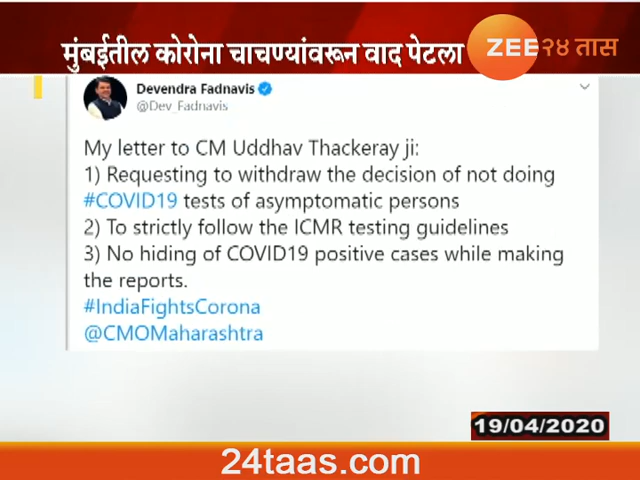 मुंबईतील कोरोना चाचण्यांवरून वाद पेटला
ZEE २४ तास
Devendra Fadnavis
@Dev_Fadnavis
My letter to CM Uddhav Thackeray ji:
1) Requesting to withdraw the decision of not doing
#COVID19 tests of asymptomatic persons
2) To strictly follow the ICMR testing guidelines
3) No hiding of COVID19 positive cases while making
the reports.
#IndiaFightsCorona
@CMOMaharashtra
19/04/2020
24taas.com